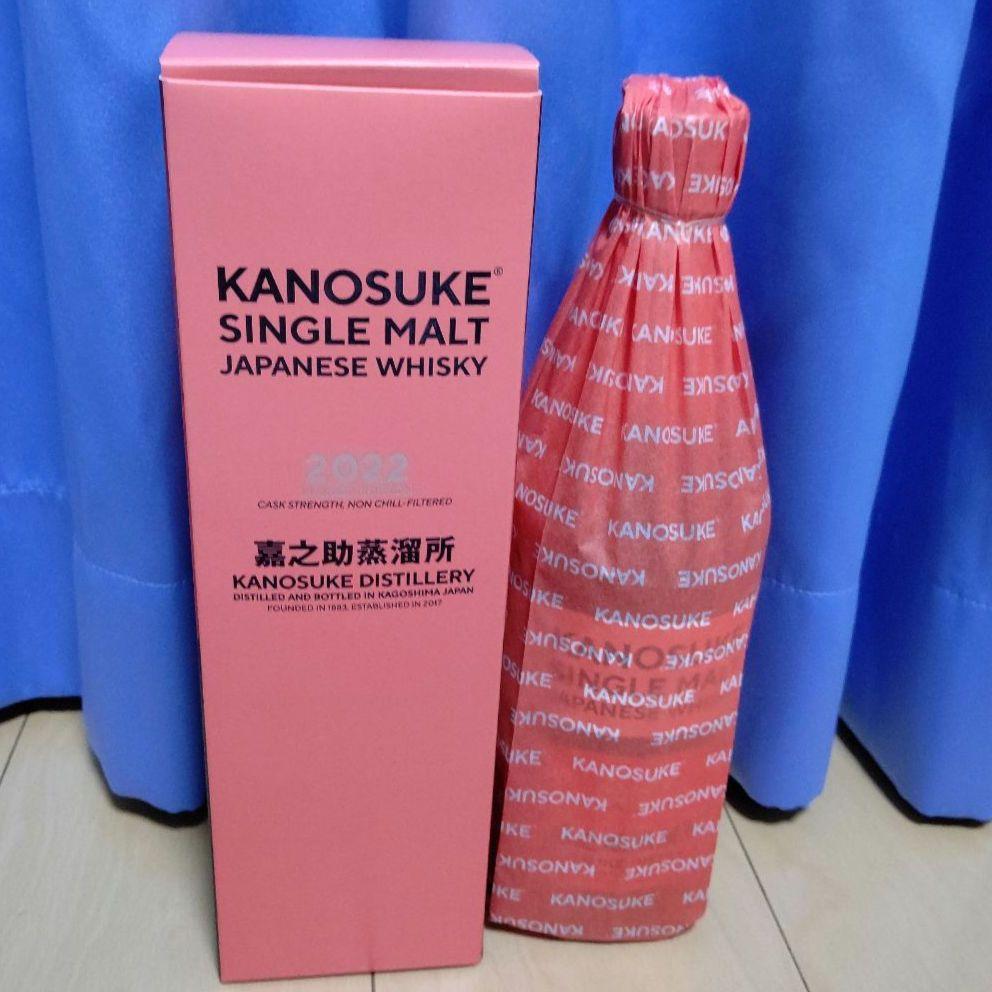 KANOSUKE®
SINGLE MALT
JAPANESE WHISKY
2022
CASK STRENGTH, NON CHILL-FILTERED
嘉之助蒸溜所
KANOSUKE DISTILLERY
DISTILLED AND BOTTLED IN KAGOSHIMA JAPAN
FOUNDED IN 1883, ESTABLISHED IN 2017
KANOSUKE
KANOSUKE
KANOSUKE
KANOSUKE
KANOSUKE
KANOSUKE
KANOSUKE